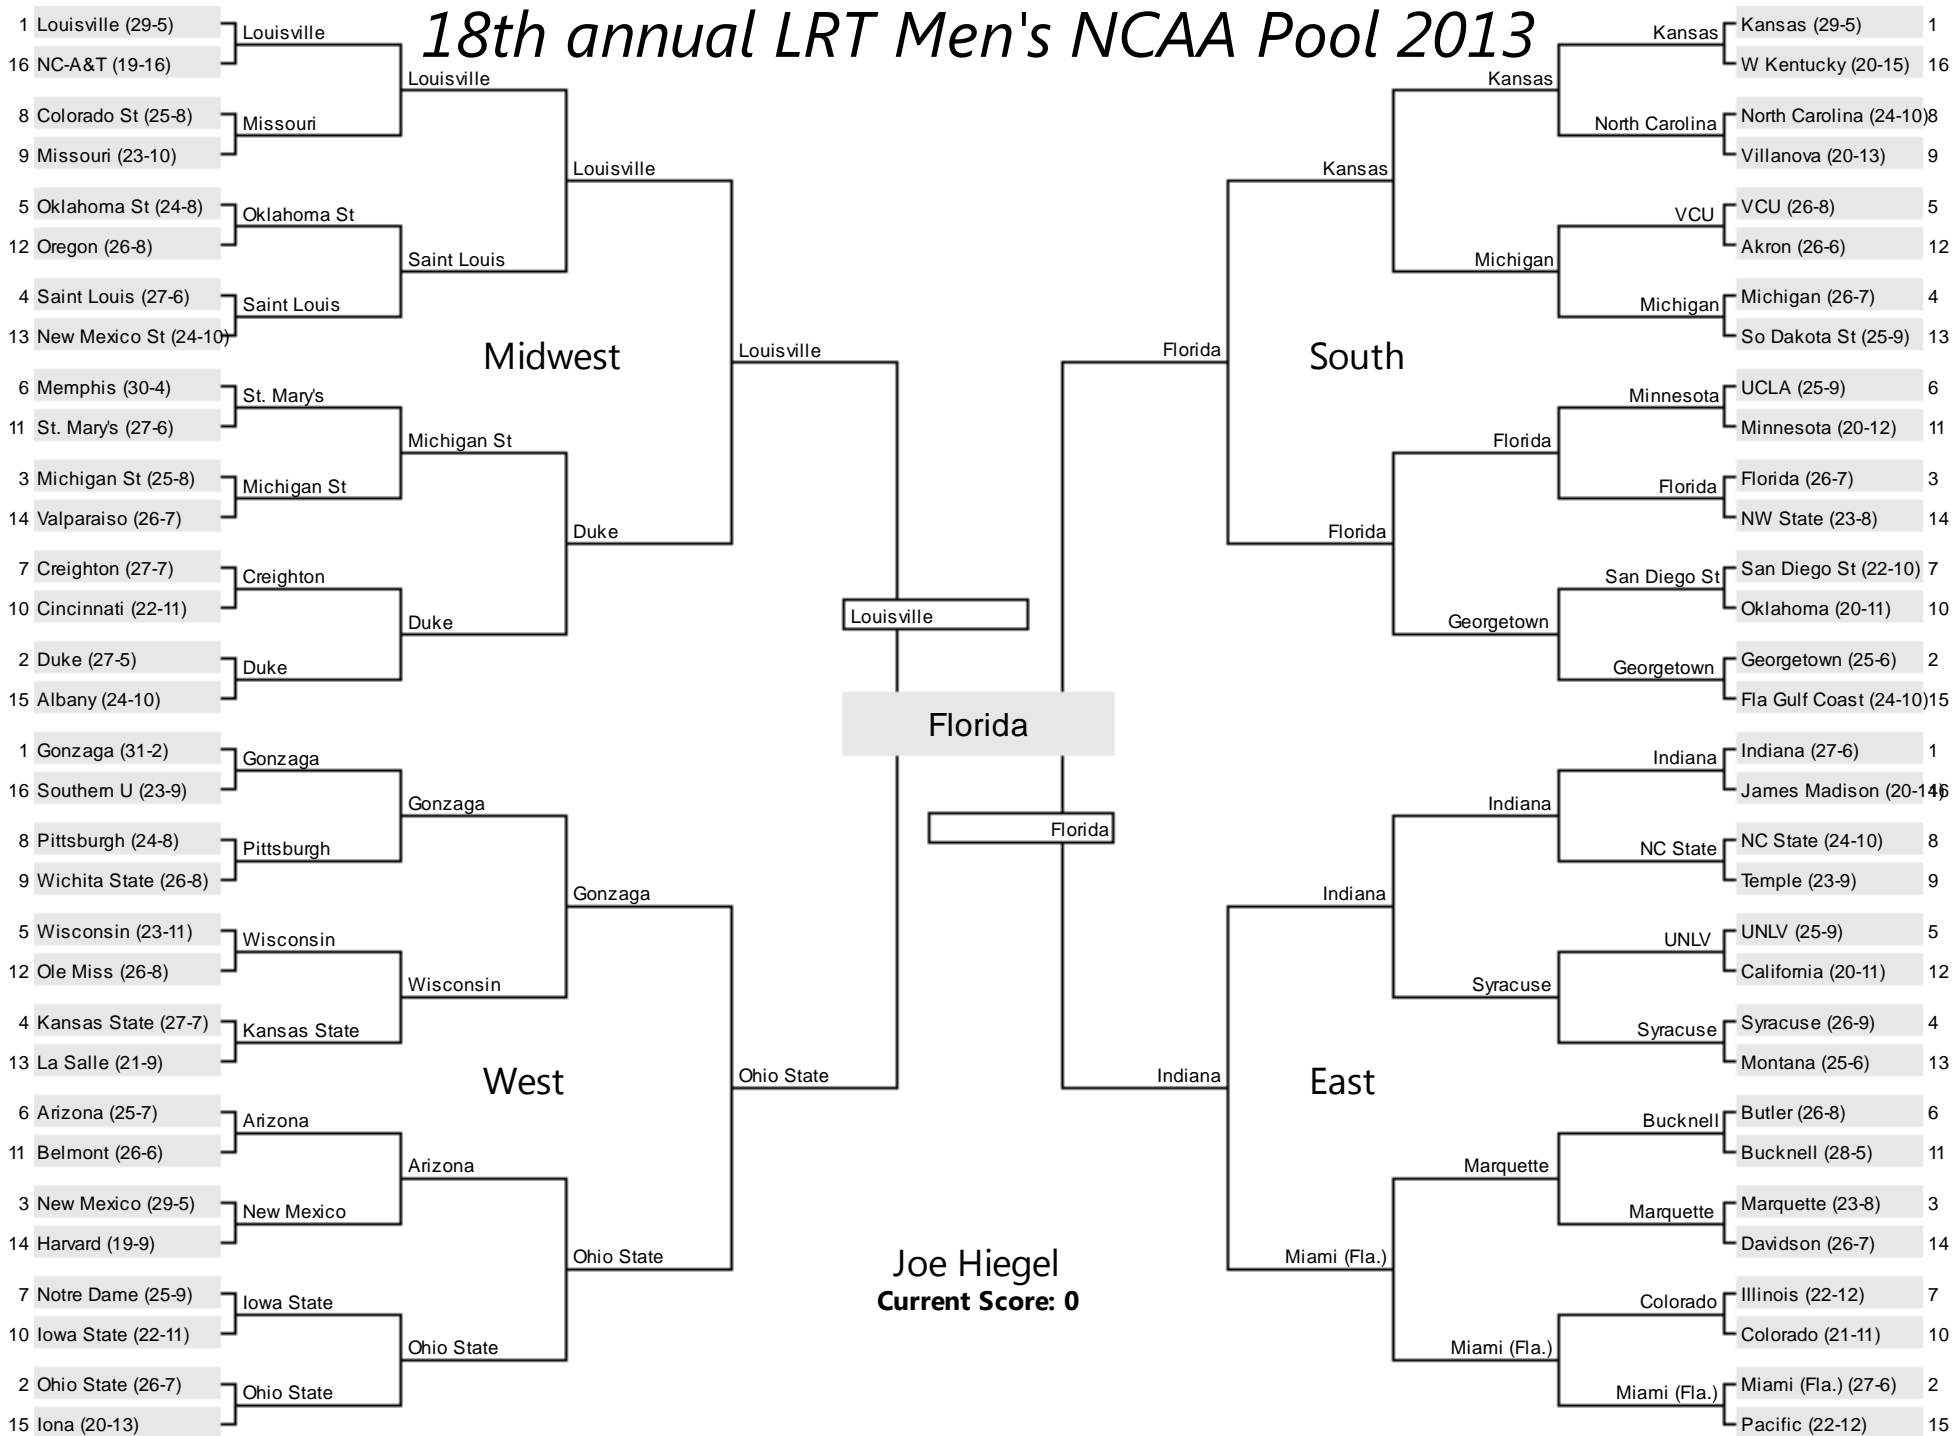 18th annual LRT Men's NCAA Pool 2013
1 Louisville (29-5)
16 NC-A&T (19-16)
8 Colorado St (25-8)
9 Missouri (23-10)
5 Oklahoma St (24-8)
12 Oregon (26-8)
4 Saint Louis (27-6)
13 New Mexico St (24-10)
6 Memphis (30-4)
11 St. Mary's (27-6)
3 Michigan St (25-8)
14 Valparaiso (26-7)
7 Creighton (27-7)
10 Cincinnati (22-11)
2 Duke (27-5)
15 Albany (24-10)
Louisville
Missouri
Oklahoma St
Saint Louis
St. Mary's
Michigan St
Creighton
Duke
Louisville
Saint Louis
Michigan St
Duke
Louisville
Duke
Midwest
Louisville
1 Gonzaga (31-2)
16 Southern U (23-9)
8 Pittsburgh (24-8)
9 Wichita State (26-8)
5 Wisconsin (23-11)
12 Ole Miss (26-8)
4 Kansas State (27-7)
13 La Salle (21-9)
6 Arizona (25-7)
11 Belmont (26-6)
3 New Mexico (29-5)
14 Harvard (19-9)
7 Notre Dame (25-9)
10 Iowa State (22-11)
2 Ohio State (26-7)
15 Iona (20-13)
Gonzaga
Pittsburgh
Wisconsin
Kansas State
Arizona
New Mexico
Iowa State
Ohio State
Gonzaga
Wisconsin
Arizona
Ohio State
Gonzaga
Ohio State
West
Ohio State
Louisville
Florida
Florida
Joe Hiegel
Current Score: 0
Kansas (29-5) 1
W Kentucky (20-15) 16
North Carolina (24-10) 8
Villanova (20-13) 9
VCU (26-8) 5
Akron (26-6) 12
Michigan (26-7) 4
So Dakota St (25-9) 13
UCLA (25-9) 6
Minnesota (20-12) 11
Florida (26-7) 3
NW State (23-8) 14
San Diego St (22-10) 7
Oklahoma (20-11) 10
Georgetown (25-6) 2
Fla Gulf Coast (24-10) 15
Kansas
North Carolina
VCU
Michigan
Minnesota
Florida
San Diego St
Georgetown
Kansas
Michigan
Florida
Georgetown
Kansas
Florida
South
Florida
Indiana (27-6) 1
James Madison (20-14) 16
NC State (24-10) 8
Temple (23-9) 9
UNLV (25-9) 5
California (20-11) 12
Syracuse (26-9) 4
Montana (25-6) 13
Butler (26-8) 6
Bucknell (28-5) 11
Marquette (23-8) 3
Davidson (26-7) 14
Illinois (22-12) 7
Colorado (21-11) 10
Miami (Fla.) (27-6) 2
Pacific (22-12) 15
Indiana
NC State
UNLV
Syracuse
Bucknell
Marquette
Colorado
Miami (Fla.)
Indiana
Syracuse
Marquette
Miami (Fla.)
Indiana
Miami (Fla.)
East
Indiana